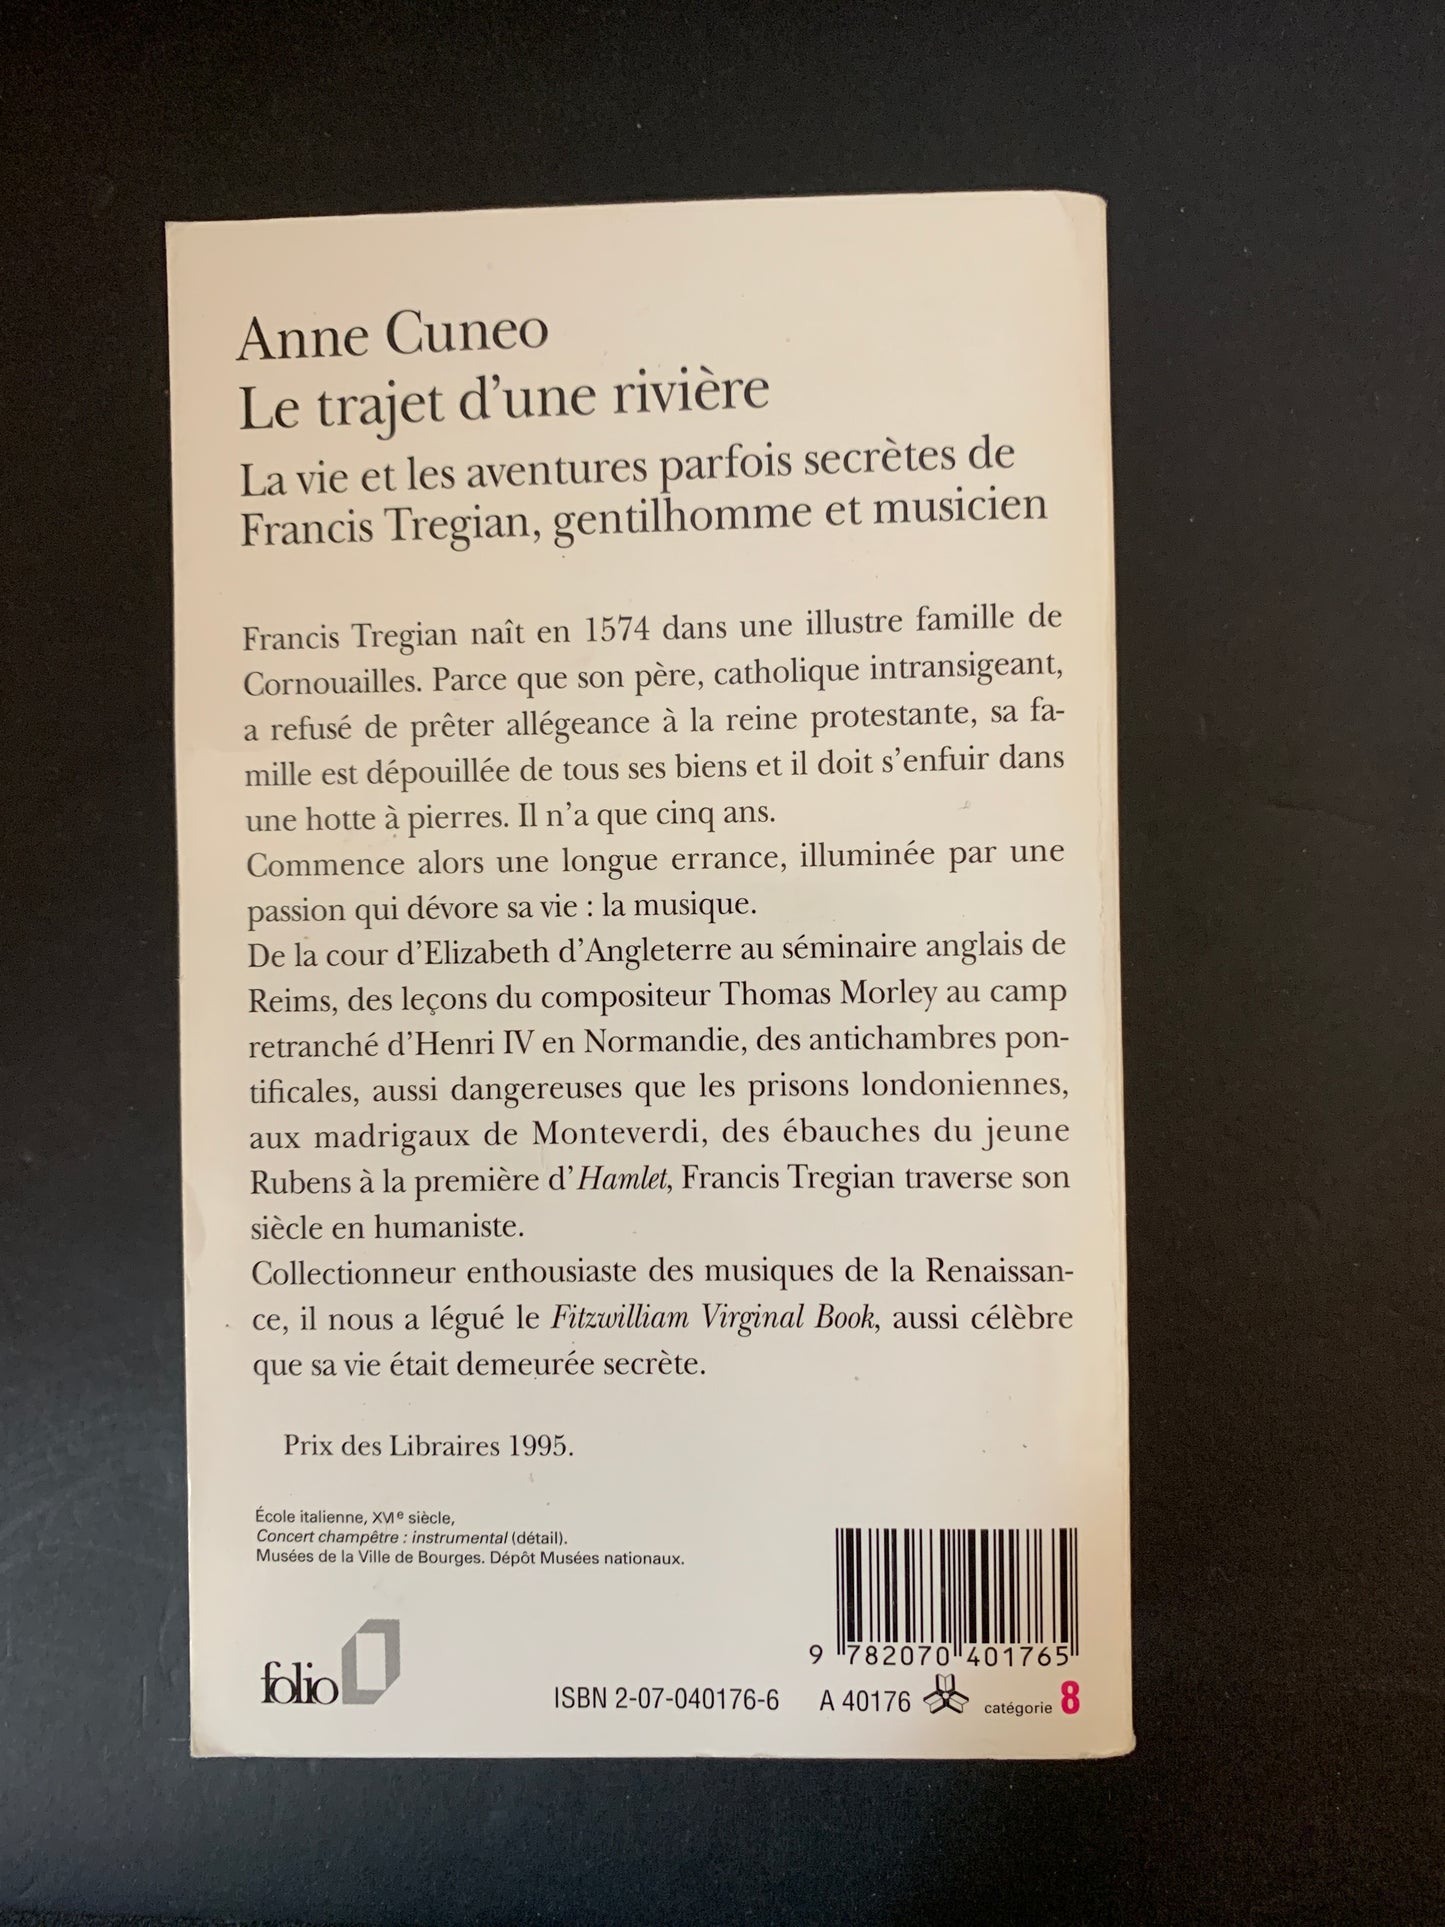 Anne Cuneo
Le trajet d'une rivière
La vie et les aventures parfois secrètes de
Francis Tregian, gentilhomme et musicien
Francis Tregian naît en 1574 dans une illustre famille de
Cornouailles. Parce que son père, catholique intransigeant,
a refusé de prêter allégeance à la reine protestante, sa fa-
mille est dépouillée de tous ses biens et il doit s'enfuir dans
une hotte à pierres. Il n'a que cinq ans.
Commence alors une longue errance, illuminée par une
passion qui dévore sa vie : la musique.
De la cour d'Elizabeth d'Angleterre au séminaire anglais de
Reims, des leçons du compositeur Thomas Morley au camp
retranché d'Henri IV en Normandie, des antichambres pon-
tificales, aussi dangereuses que les prisons londoniennes,
aux madrigaux de Monteverdi, des ébauches du jeune
Rubens à la première d'Hamlet, Francis Tregian traverse son
siècle en humaniste.
Collectionneur enthousiaste des musiques de la Renaissan-
ce, il nous a légué le Fitzwilliam Virginal Book, aussi célèbre
que sa vie était demeurée secrète.
Prix des Libraires 1995.
École italienne, XVIe siècle,
Concert champêtre : instrumental (détail).
Musées de la Ville de Bourges. Dépôt Musées nationaux.
9 782070 401765
folio
ISBN 2-07-040176-6 A 40176 catégorie 8